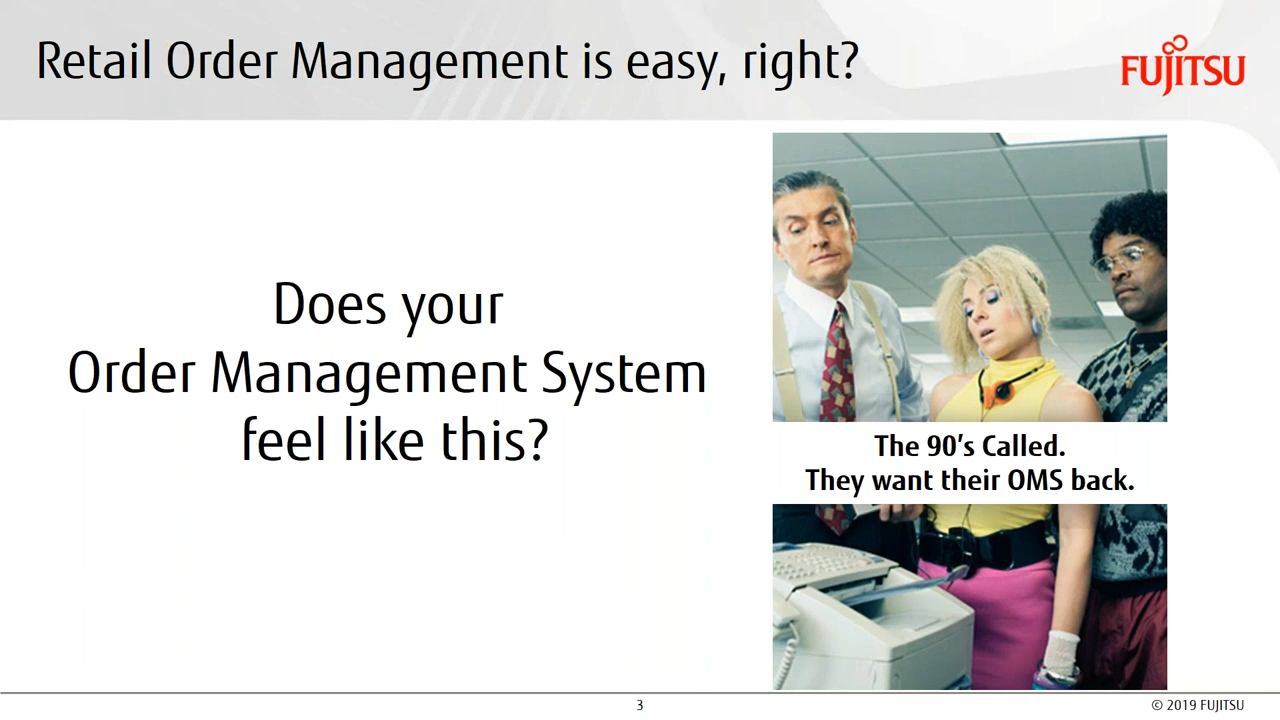 Retail Order Management is easy, right?
FUJITSU
Does your
Order Management System
feel like this?
The 90's Called.
They want their OMS back.
3
© 2019 FUJITSU